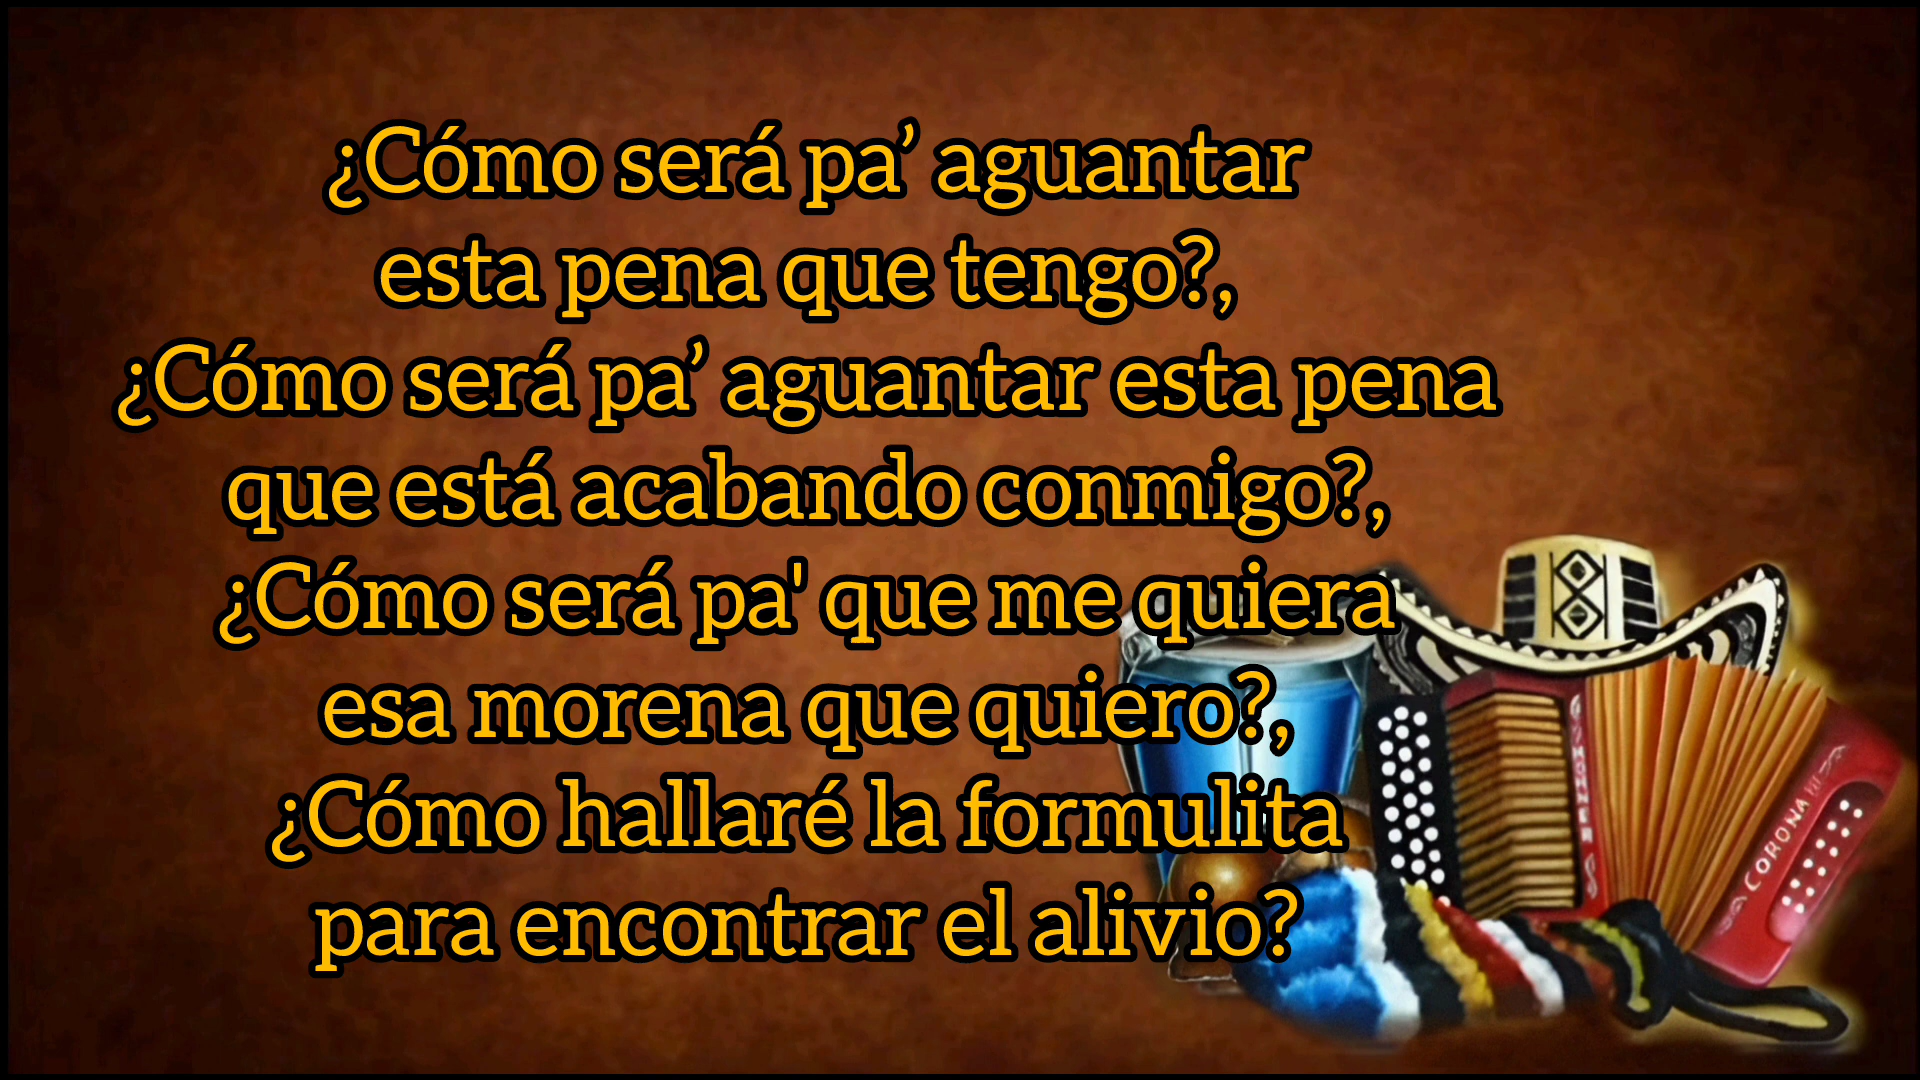 ¿Cómo será pa’ aguantar
esta pena que tengo?,
¿Cómo será pa’ aguantar esta pena
que está acabando conmigo?,
¿Cómo será pa' que me quiera
esa morena que quiero?,
¿Cómo hallaré la formulita
para encontrar el alivio?
CORONA III